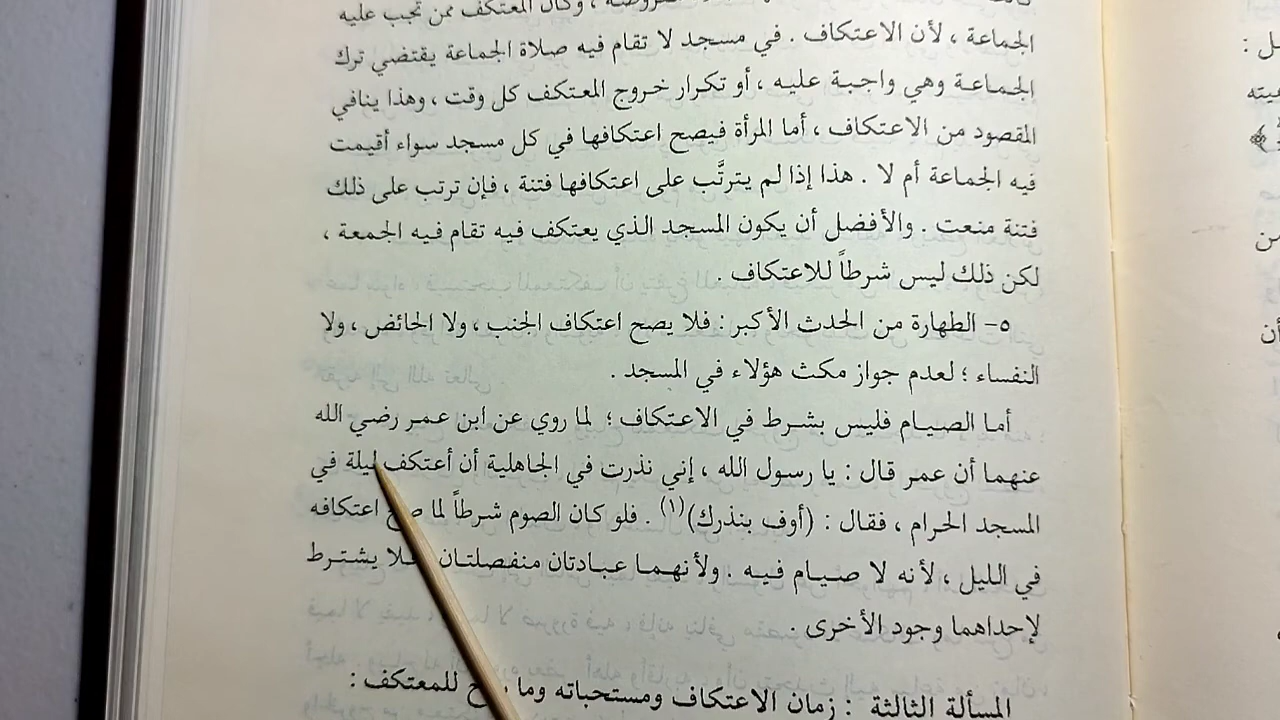 ، وكان المعتكف ممن تجب عليه
الجماعة ، لأن الاعتكاف . في مسجد لا تقام فيه صلاة الجماعة يقتضي ترك
الجماعة وهي واجبة عليه ، أو تكرار خروج المعتكف كل وقت ، وهذا ينافي
المقصود من الاعتكاف ، أما المرأة فيصح اعتكافها في كل مسجد سواء أقيمت
فيه الجماعة أم لا . هذا إذا لم يترتَّب على اعتكافها فتنة ، فإن ترتب على ذلك
فتنة منعت . والأفضل أن يكون المسجد الذي يعتكف فيه تقام فيه الجمعة ،
لكن ذلك ليس شرطاً للاعتكاف .
٥- الطهارة من الحدث الأكبر : فلا يصح اعتكاف الجنب ، ولا الحائض ، ولا
النفساء ؛ لعدم جواز مكث هؤلاء في المسجد .
أما الصيام فليس بشرط في الاعتكاف ؛ لما روي عن ابن عمر رضي الله
عنهما أن عمر قال : يا رسول الله ، إني نذرت في الجاهلية أن أعتكف ليلة في
المسجد الحرام ، فقال : (أوف بنذرك)(١) . فلو كان الصوم شرطاً لما صح اعتكافه
في الليل ، لأنه لا صيام فيه . ولأنهما عبادتان منفصلتان فلا يشترط
لإحداهما وجود الأخرى .
المسألة الثالثة : زمان الاعتكاف ومستحباته وما للمعتكف :
ل :
من
أن